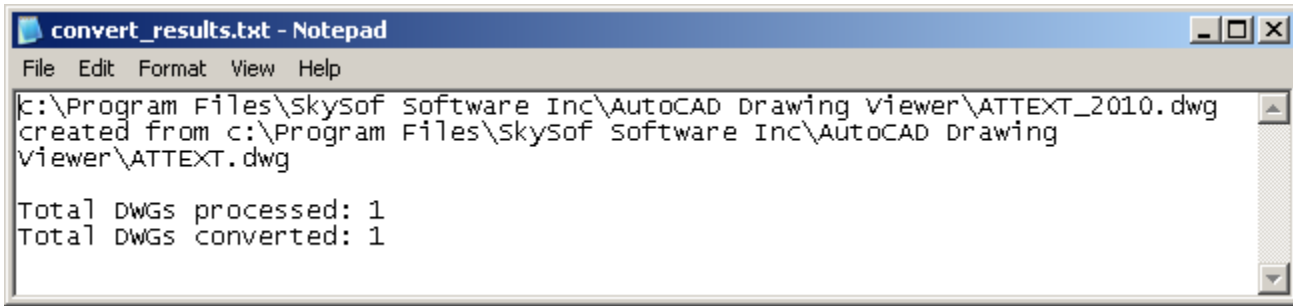 convert_results.txt - Notepad
File Edit Format View Help
c:\Program Files\SkySof Software Inc\AutoCAD Drawing Viewer\ATTEXT_2010.dwg
created from c:\Program Files\SkySof Software Inc\AutoCAD Drawing
Viewer\ATTEXT.dwg
Total DWGs processed: 1
Total DWGs converted: 1